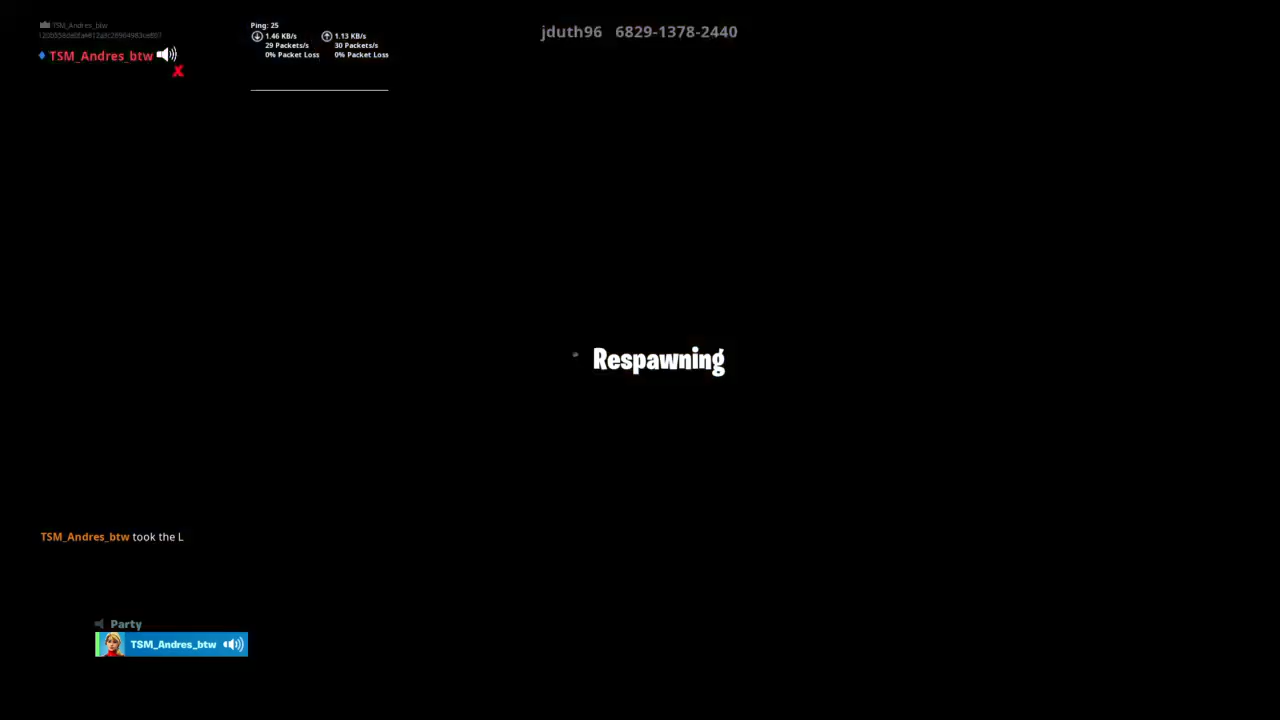 TSM_Andres_btw
TSM_Andres_btw
Ping: 25
1.46 KB/s 1.13 KB/s
29 Packets/s 30 Packets/s
0% Packet Loss 0% Packet Loss
jduth96 6829-1378-2440
Respawning
TSM_Andres_btw took the L
Party
TSM_Andres_btw